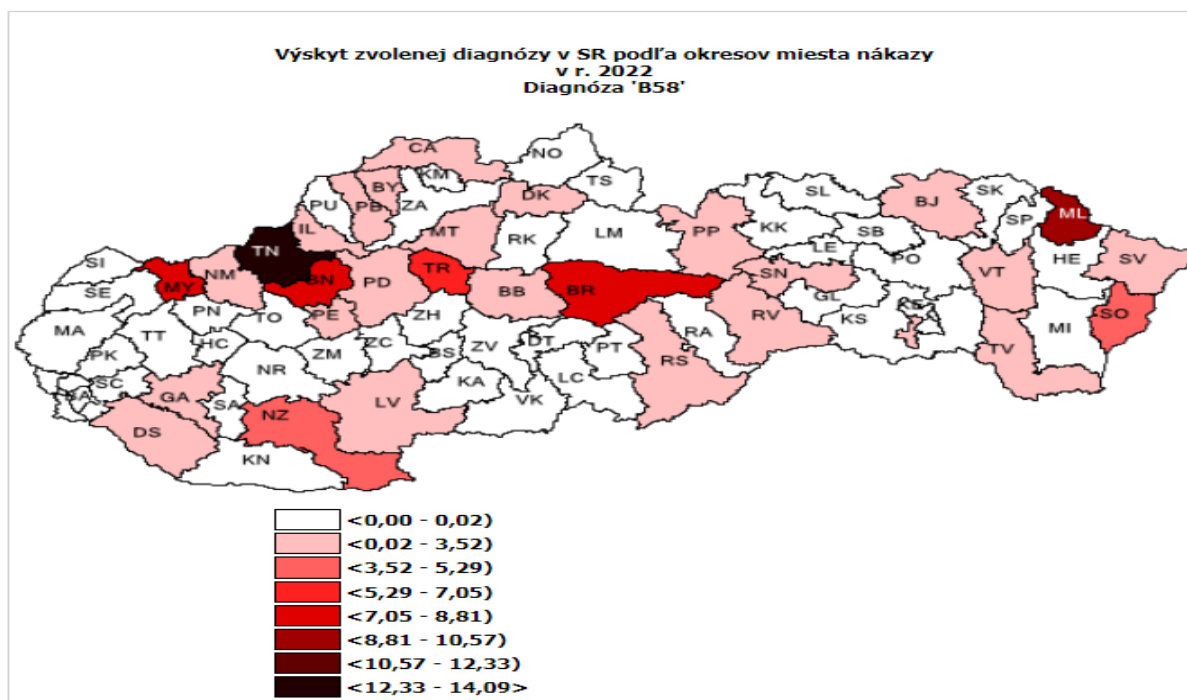 Výskyt zvolenej diagnózy v SR podľa okresov miesta nákazy
v r. 2022
Diagnóza 'B58'
CA
NO
KM
BY
TS
SL
SK
PU
PB
ZA
DK
BJ
SP
ML
IL
MT
RK
LM
PP
KK
SB
TN
LE
PO
HE
SI
NM
BN
PD
TR
BB
BR
SN
VT
SV
SE
MY
PE
GL
PN
TO
ZH
RV
KS
KE
SO
MA
TT
HC
ZM
ZC
BS
ZV
DT
PT
RA
MI
PK
NR
RS
TV
SC
BA
GA
SA
LV
KA
LC
VK
NZ
DS
KN
<0,00 - 0,02)
<0,02 - 3,52)
<3,52 - 5,29)
<5,29 - 7,05)
<7,05 - 8,81)
<8,81 - 10,57)
<10,57 - 12,33)
<12,33 - 14,09>